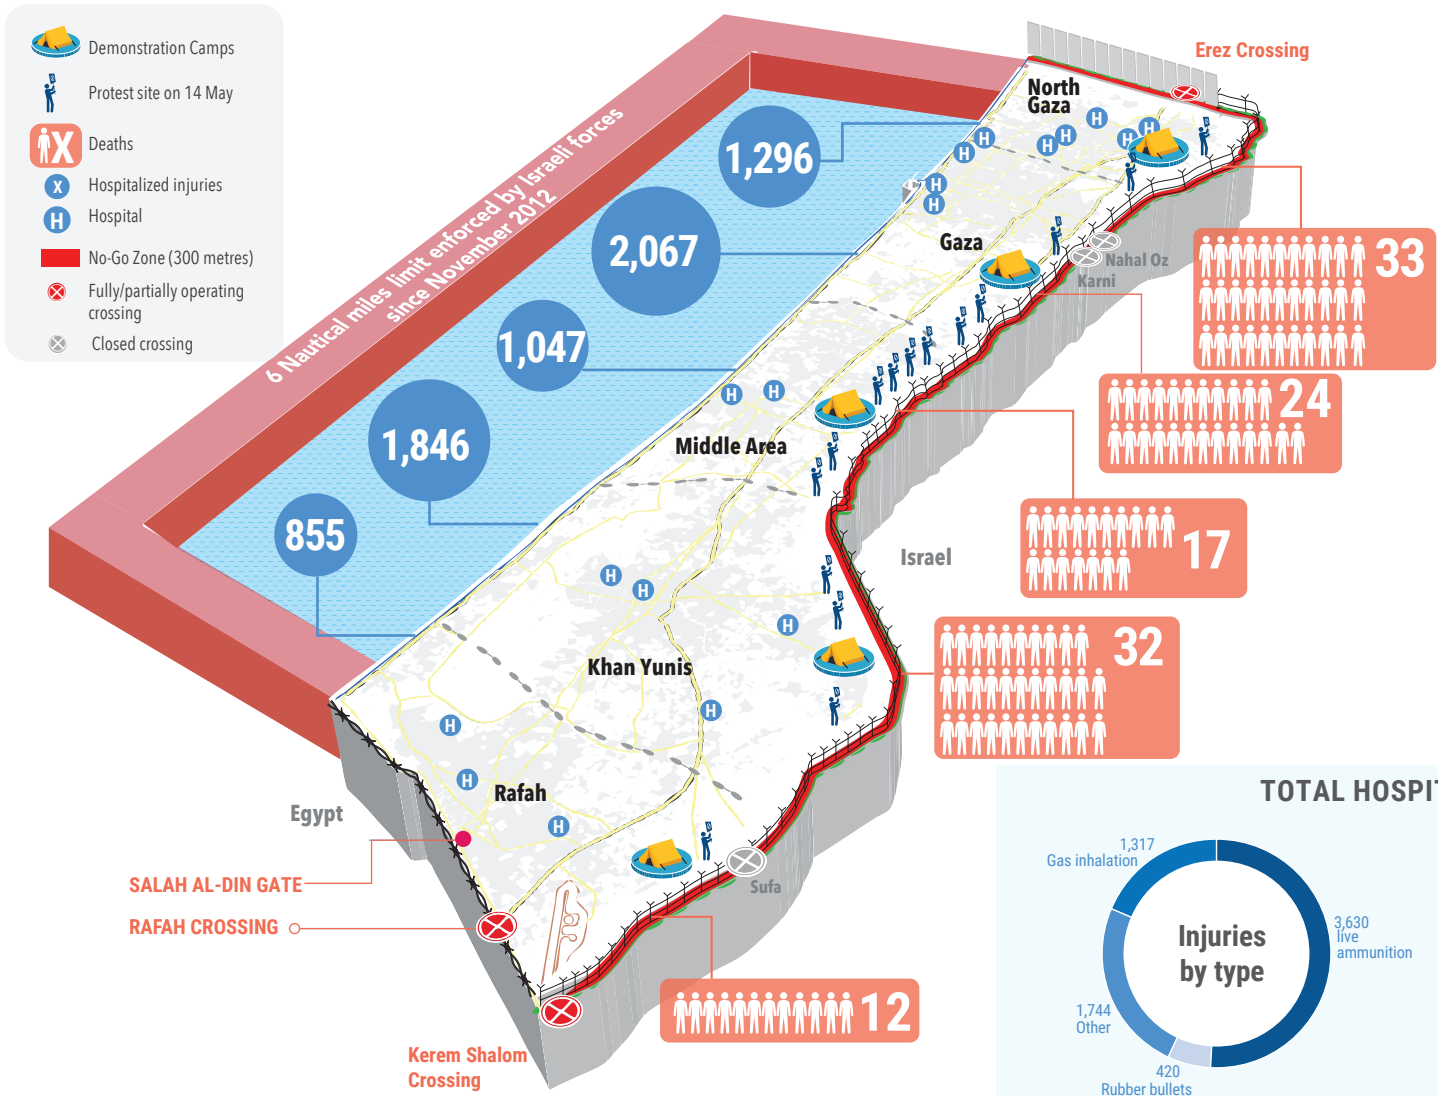 Demonstration Camps
Protest site on 14 May
X
Deaths
X
Hospitalized injuries
H
Hospital
No-Go Zone (300 metres)
Fully/partially operating
crossing
Closed crossing
6 Nautical miles limit enforced by Israeli forces
since November 2012
Erez Crossing
North
Gaza
H
H
H
H
H
H
H
H
H
1,296
2,067
1,047
1,846
855
Gaza
Nahal Oz
Karni
33
24
17
32
12
H
H
Middle Area
Israel
H
H
H
Khan Yunis
H
H
H
Rafah
H
Egypt
SALAH AL-DIN GATE
RAFAH CROSSING
Sufa
Kerem Shalom
Crossing
TOTAL HOSPI
1,317
Gas inhalation
3,630
live
ammunition
Injuries
by type
1,744
Other
420
Rubber bullets